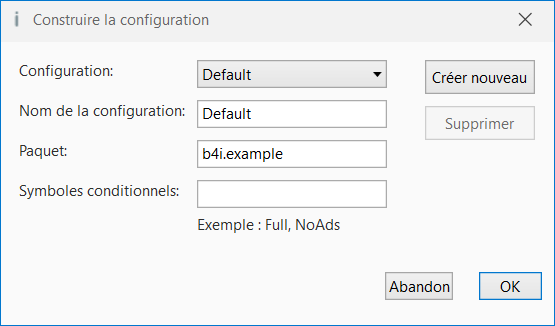 Construire la configuration
Configuration:
Default
Créer nouveau
Nom de la configuration:
Default
Supprimer
Paquet:
b4i.example
Symboles conditionnels:
Exemple : Full, NoAds
Abandon
OK